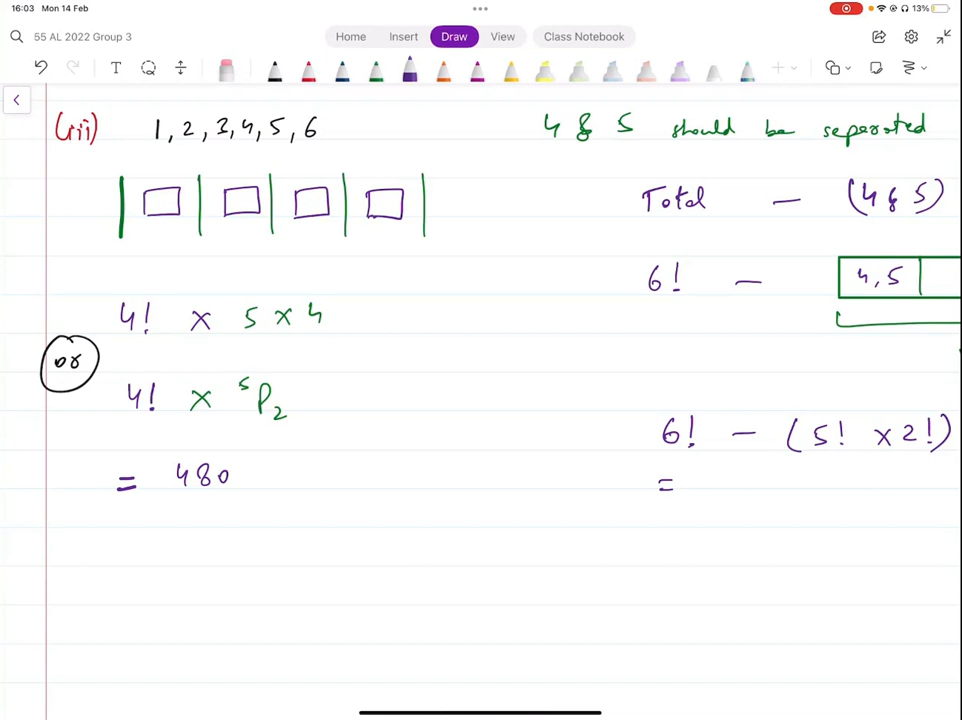 16:03 Mon 14 Feb
13%
55 AL 2022 Group 3
Home Insert Draw View Class Notebook
(iii) 1, 2, 3, 4, 5, 6
4 & 5 should be seperated
Total — (4 & 5)
6! — 4, 5
4! × 5 × 4
or
4! × ⁵P₂
6! — (5! × 2!)
= 480
=